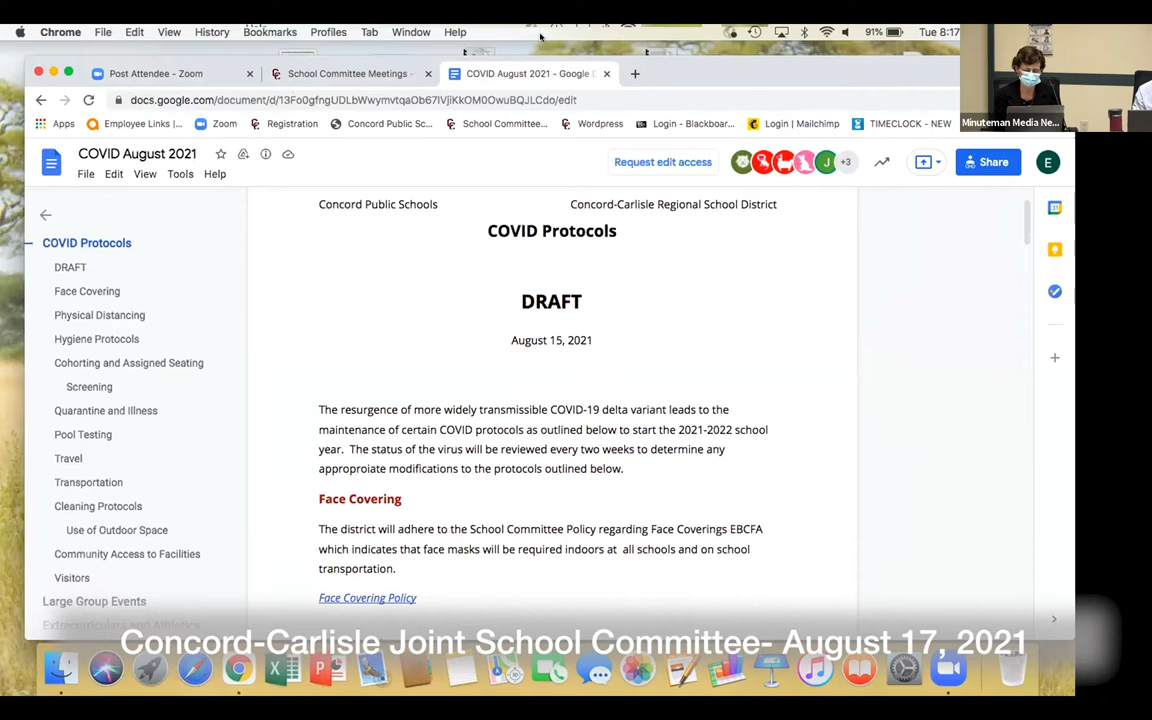 Chrome File Edit View History Bookmarks Profiles Tab Window Help 91% Tue 8:17
Post Attendee - Zoom
School Committee Meetings -
COVID August 2021 - Google D
docs.google.com/document/d/13Fo0gfngUDLbWwymvtqaOb67IVjiKkOM0OwuBQJLCdo/edit
Apps Employee Links |... Zoom Registration Concord Public Sc... School Committee... Wordpress Login - Blackboar... Login | Mailchimp TIMECLOCK - NEW
Minuteman Media Ne...
COVID August 2021
File Edit View Tools Help
Request edit access
J
+3
Share
E
COVID Protocols
DRAFT
Face Covering
Physical Distancing
Hygiene Protocols
Cohorting and Assigned Seating
Screening
Quarantine and Illness
Pool Testing
Travel
Transportation
Cleaning Protocols
Use of Outdoor Space
Community Access to Facilities
Visitors
Large Group Events
Extracurriculars and Athletics
Concord Public Schools Concord-Carlisle Regional School District
COVID Protocols
DRAFT
August 15, 2021
The resurgence of more widely transmissible COVID-19 delta variant leads to the
maintenance of certain COVID protocols as outlined below to start the 2021-2022 school
year. The status of the virus will be reviewed every two weeks to determine any
approproiate modifications to the protocols outlined below.
Face Covering
The district will adhere to the School Committee Policy regarding Face Coverings EBCFA
which indicates that face masks will be required indoors at all schools and on school
transportation.
Face Covering Policy
Concord-Carlisle Joint School Committee- August 17, 2021